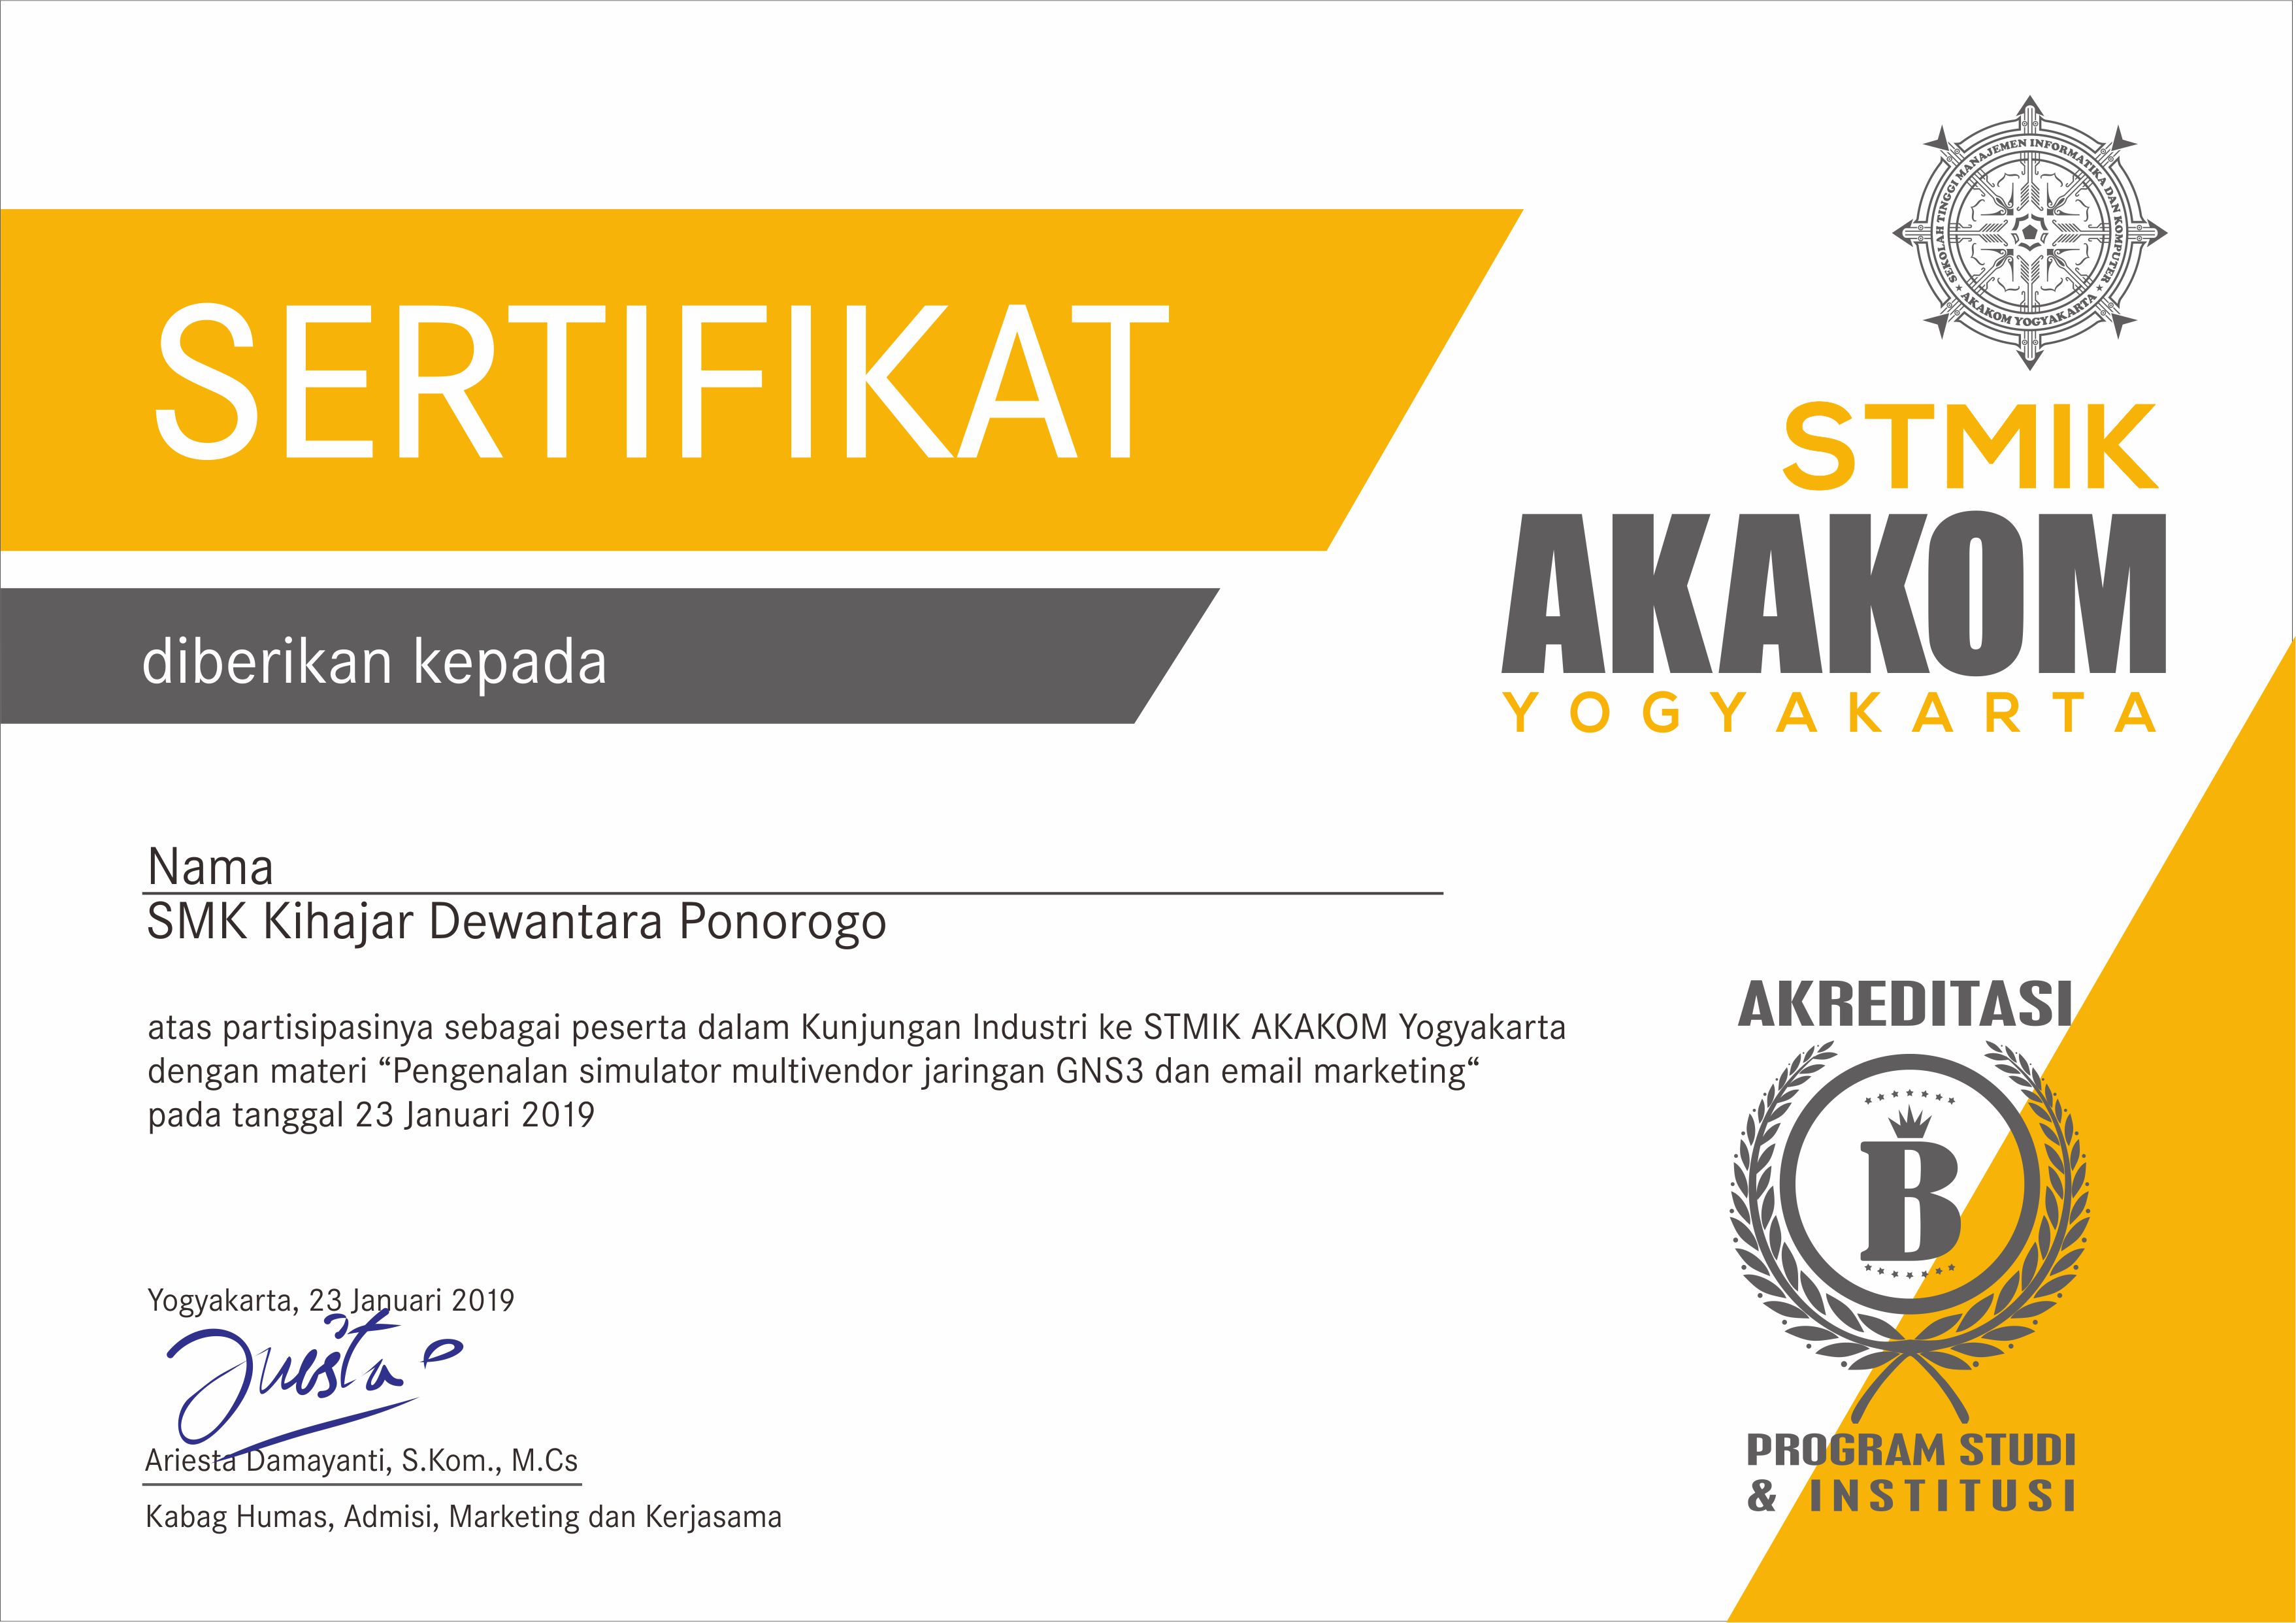 SEKOLAH TINGGI MANAJEMEN INFORMATIKA DAN KOMPUTER
★ AKAKOM YOGYAKARTA ★
SERTIFIKAT
STMIK
AKAKOM
YOGYAKARTA
diberikan kepada
Nama
SMK Kihajar Dewantara Ponorogo
atas partisipasinya sebagai peserta dalam Kunjungan Industri ke STMIK AKAKOM Yogyakarta
dengan materi “Pengenalan simulator multivendor jaringan GNS3 dan email marketing“
pada tanggal 23 Januari 2019
AKREDITASI
B
PROGRAM STUDI
& INSTITUSI
Yogyakarta, 23 Januari 2019
Ariesta
Ariesta Damayanti, S.Kom., M.Cs
Kabag Humas, Admisi, Marketing dan Kerjasama